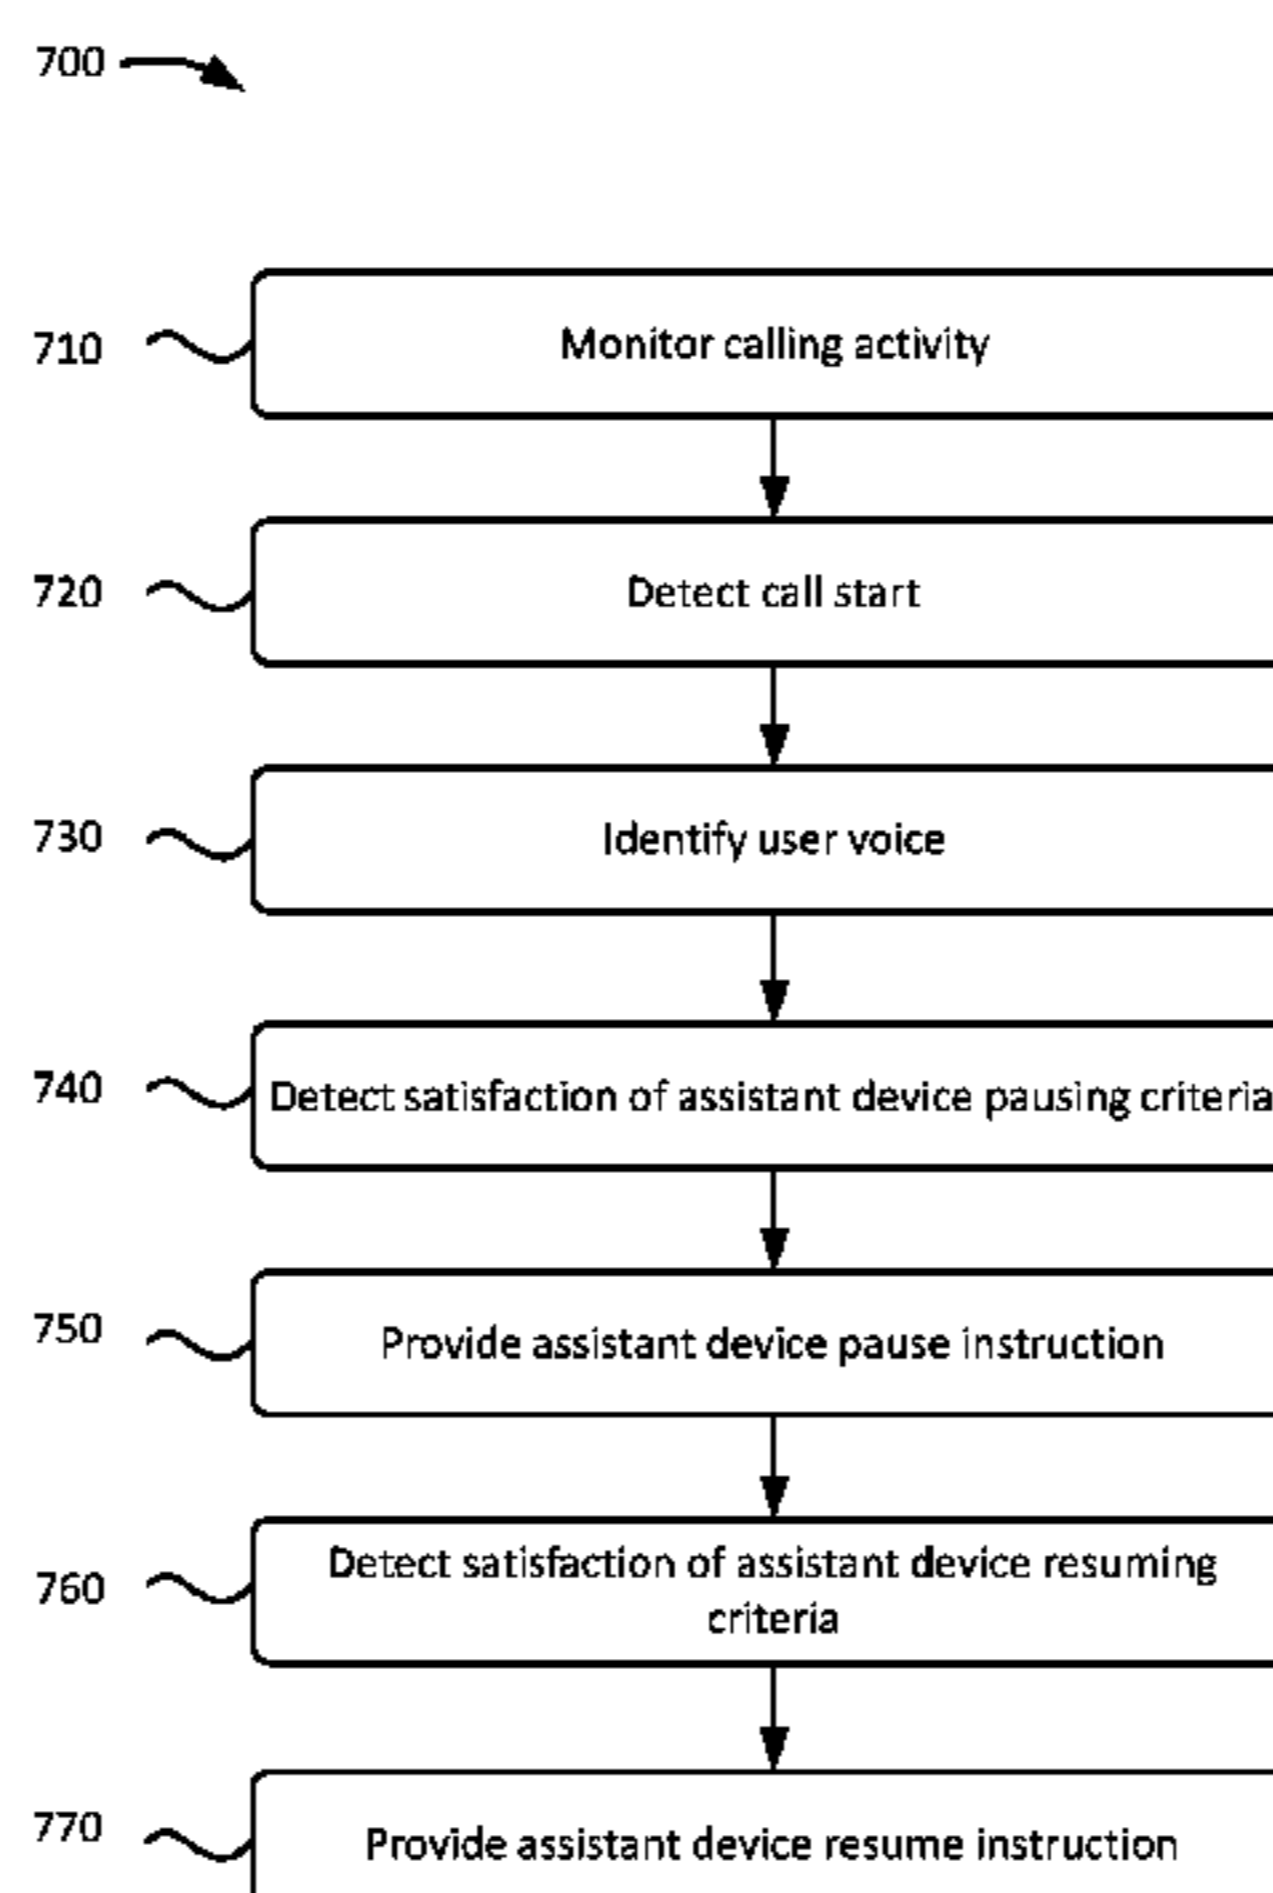 700
710
Monitor calling activity
720
Detect call start
730
Identify user voice
740
Detect satisfaction of assistant device pausing criteria
750
Provide assistant device pause instruction
760
Detect satisfaction of assistant device resuming
criteria
770
Provide assistant device resume instruction